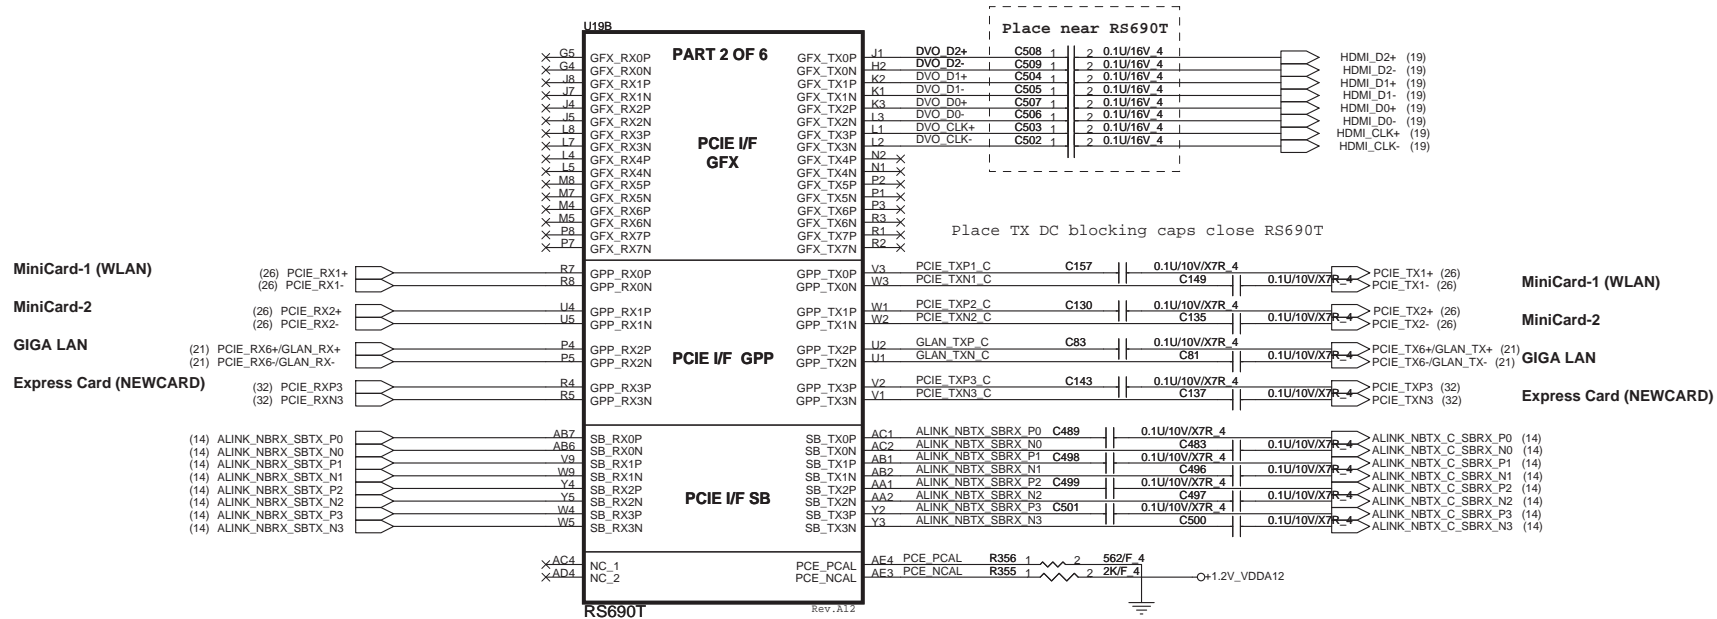 U19B
Place near RS690T
PART 2 OF 6
G5 GFX_RX0P GFX_TX0P J1 DVO_D2+ C508 1 2 0.1U/16V_4 HDMI_D2+ (19)
G4 GFX_RX0N GFX_TX0N H2 DVO_D2- C509 1 2 0.1U/16V_4 HDMI_D2- (19)
J8 GFX_RX1P GFX_TX1P K2 DVO_D1+ C504 1 2 0.1U/16V_4 HDMI_D1+ (19)
J7 GFX_RX1N GFX_TX1N K1 DVO_D1- C505 1 2 0.1U/16V_4 HDMI_D1- (19)
J4 GFX_RX2P GFX_TX2P K3 DVO_D0+ C507 1 2 0.1U/16V_4 HDMI_D0+ (19)
J5 GFX_RX2N GFX_TX2N L3 DVO_D0- C506 1 2 0.1U/16V_4 HDMI_D0- (19)
L8 GFX_RX3P GFX_TX3P L1 DVO_CLK+ C503 1 2 0.1U/16V_4 HDMI_CLK+ (19)
L7 GFX_RX3N GFX_TX3N L2 DVO_CLK- C502 1 2 0.1U/16V_4 HDMI_CLK- (19)
PCIE I/F
GFX
L4 GFX_RX4P GFX_TX4P N2
L5 GFX_RX4N GFX_TX4N N1
M8 GFX_RX5P GFX_TX5P P2
M7 GFX_RX5N GFX_TX5N P1
M4 GFX_RX6P GFX_TX6P P3
M5 GFX_RX6N GFX_TX6N R3
P8 GFX_RX7P GFX_TX7P R1
P7 GFX_RX7N GFX_TX7N R2
Place TX DC blocking caps close RS690T
MiniCard-1 (WLAN)
(26) PCIE_RX1+ R7 GPP_RX0P GPP_TX0P V3 PCIE_TXP1_C C157 0.1U/10V/X7R_4 PCIE_TX1+ (26)
(26) PCIE_RX1- R8 GPP_RX0N GPP_TX0N W3 PCIE_TXN1_C C149 0.1U/10V/X7R_4 PCIE_TX1- (26)
MiniCard-1 (WLAN)
MiniCard-2
(26) PCIE_RX2+ U4 GPP_RX1P GPP_TX1P W1 PCIE_TXP2_C C130 0.1U/10V/X7R_4 PCIE_TX2+ (26)
(26) PCIE_RX2- U5 GPP_RX1N GPP_TX1N W2 PCIE_TXN2_C C135 0.1U/10V/X7R_4 PCIE_TX2- (26)
MiniCard-2
GIGA LAN
(21) PCIE_RX6+/GLAN_RX+ P4 GPP_RX2P GPP_TX2P U2 GLAN_TXP_C C83 0.1U/10V/X7R_4 PCIE_TX6+/GLAN_TX+ (21)
(21) PCIE_RX6-/GLAN_RX- P5 GPP_RX2N GPP_TX2N U1 GLAN_TXN_C C81 0.1U/10V/X7R_4 PCIE_TX6-/GLAN_TX- (21)
GIGA LAN
PCIE I/F GPP
Express Card (NEWCARD)
(32) PCIE_RXP3 R4 GPP_RX3P GPP_TX3P V2 PCIE_TXP3_C C143 0.1U/10V/X7R_4 PCIE_TXP3 (32)
(32) PCIE_RXN3 R5 GPP_RX3N GPP_TX3N V1 PCIE_TXN3_C C137 0.1U/10V/X7R_4 PCIE_TXN3 (32)
Express Card (NEWCARD)
(14) ALINK_NBRX_SBTX_P0 AB7 SB_RX0P SB_TX0P AC1 ALINK_NBTX_SBRX_P0 C489 0.1U/10V/X7R_4 ALINK_NBTX_C_SBRX_P0 (14)
(14) ALINK_NBRX_SBTX_N0 AB6 SB_RX0N SB_TX0N AC2 ALINK_NBTX_SBRX_N0 C483 0.1U/10V/X7R_4 ALINK_NBTX_C_SBRX_N0 (14)
(14) ALINK_NBRX_SBTX_P1 V9 SB_RX1P SB_TX1P AB1 ALINK_NBTX_SBRX_P1 C498 0.1U/10V/X7R_4 ALINK_NBTX_C_SBRX_P1 (14)
(14) ALINK_NBRX_SBTX_N1 W9 SB_RX1N SB_TX1N AB2 ALINK_NBTX_SBRX_N1 C496 0.1U/10V/X7R_4 ALINK_NBTX_C_SBRX_N1 (14)
(14) ALINK_NBRX_SBTX_P2 Y4 SB_RX2P SB_TX2P AA1 ALINK_NBTX_SBRX_P2 C499 0.1U/10V/X7R_4 ALINK_NBTX_C_SBRX_P2 (14)
(14) ALINK_NBRX_SBTX_N2 Y5 SB_RX2N SB_TX2N AA2 ALINK_NBTX_SBRX_N2 C497 0.1U/10V/X7R_4 ALINK_NBTX_C_SBRX_N2 (14)
(14) ALINK_NBRX_SBTX_P3 W4 SB_RX3P SB_TX3P Y2 ALINK_NBTX_SBRX_P3 C501 0.1U/10V/X7R_4 ALINK_NBTX_C_SBRX_P3 (14)
(14) ALINK_NBRX_SBTX_N3 W5 SB_RX3N SB_TX3N Y3 ALINK_NBTX_SBRX_N3 C500 0.1U/10V/X7R_4 ALINK_NBTX_C_SBRX_N3 (14)
PCIE I/F SB
AC4 NC_1 PCE_PCAL AE4 PCE_PCAL R356 1 2 562/F_4
AD4 NC_2 PCE_NCAL AE3 PCE_NCAL R355 1 2 2K/F_4 +1.2V_VDDA12
RS690T Rev.A12